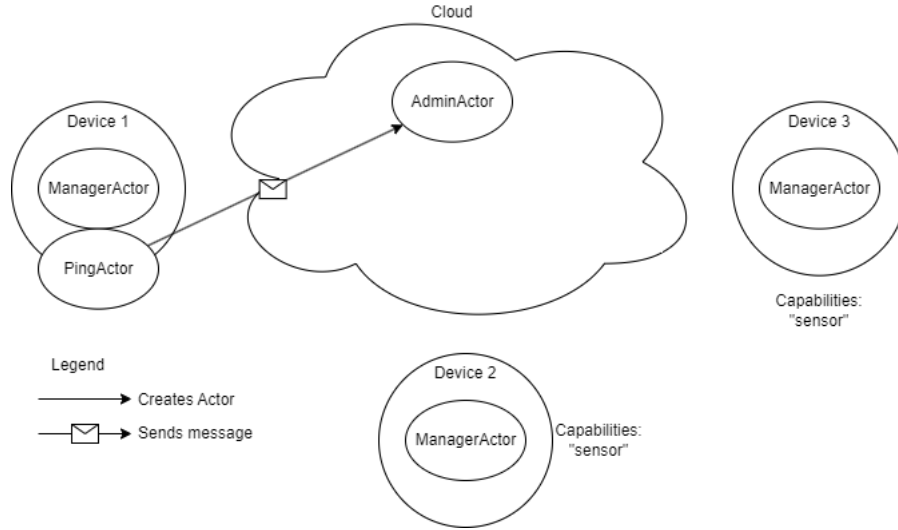 Cloud
AdminActor
Device 1
ManagerActor
PingActor
Device 3
ManagerActor
Capabilities:
"sensor"
Legend
Creates Actor
Sends message
Device 2
ManagerActor
Capabilities:
"sensor"